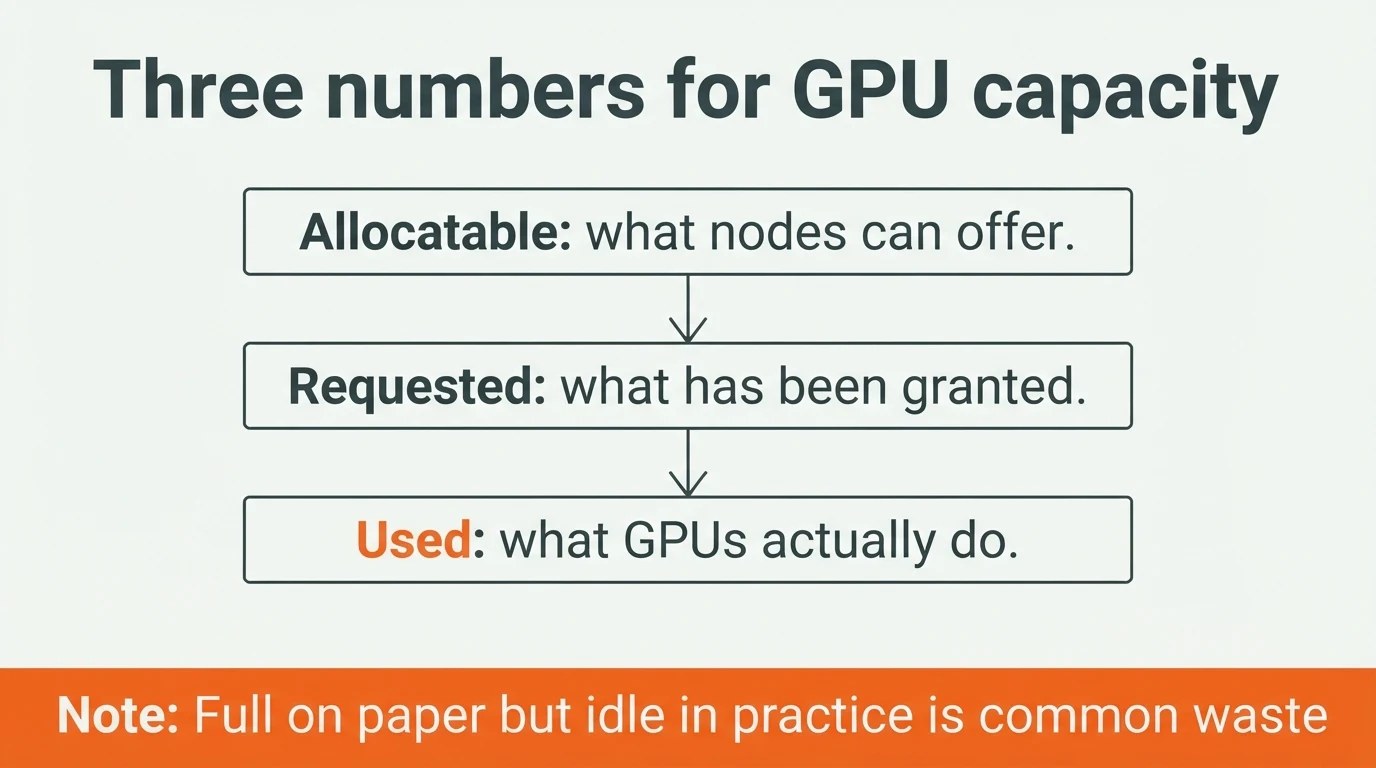 Three numbers for GPU capacity
Allocatable: what nodes can offer.
Requested: what has been granted.
Used: what GPUs actually do.
Note: Full on paper but idle in practice is common waste